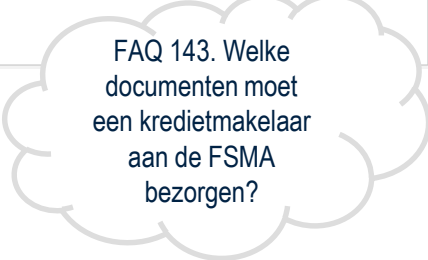 FAQ 143. Welke
documenten moet
een kredietmakelaar
aan de FSMA
bezorgen?